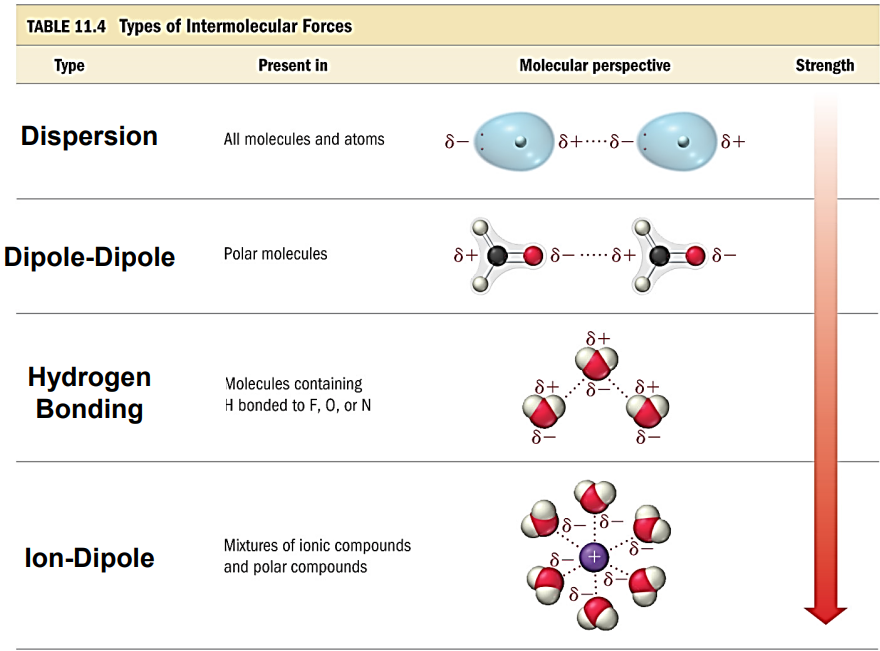 TABLE 11.4 Types of Intermolecular Forces
Type Present in Molecular perspective Strength
Dispersion All molecules and atoms δ− δ+ δ− δ+
Dipole-Dipole Polar molecules δ+ δ− δ+ δ−
Hydrogen
Bonding
Molecules containing
H bonded to F, O, or N
δ+
δ+ δ− δ+
δ− δ−
Ion-Dipole
Mixtures of ionic compounds
and polar compounds
δ− δ−
δ−
δ− +
δ−
δ−